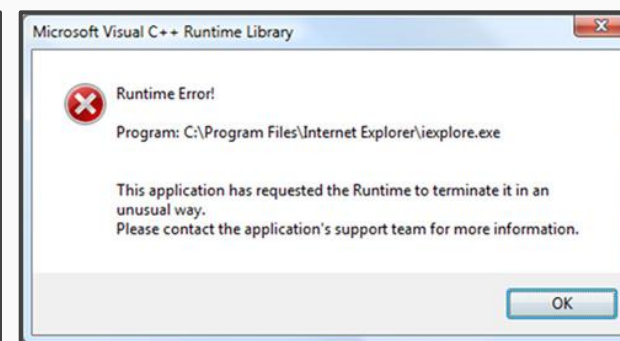 Microsoft Visual C++ Runtime Library
Runtime Error!
Program: C:\Program Files\Internet Explorer\iexplore.exe
This application has requested the Runtime to terminate it in an
unusual way.
Please contact the application's support team for more information.
OK